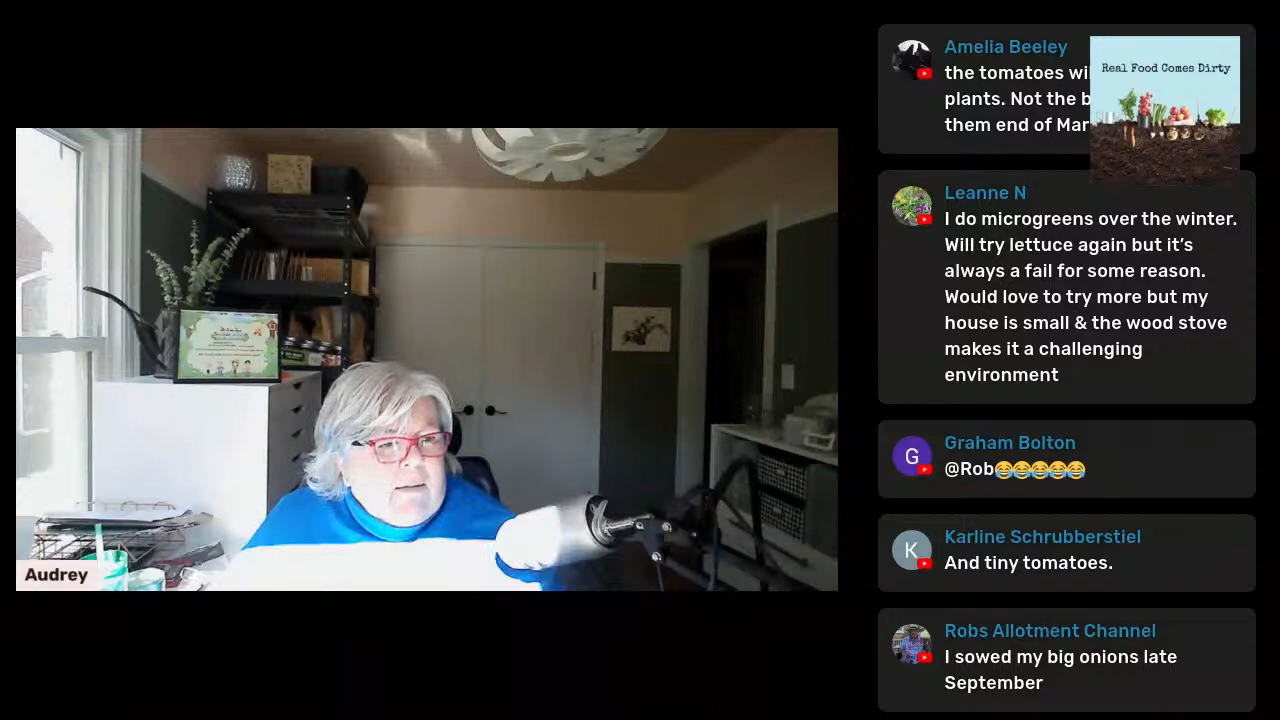 Audrey
Amelia Beeley
the tomatoes
plants. Not the
them end of
Real Food Comes Dirty
Leanne N
I do microgreens over the winter.
Will try lettuce again but it's
always a fail for some reason.
Would love to try more but my
house is small & the wood stove
makes it a challenging
environment
G
Graham Bolton
@Rob😂😂😂😂😂
K
Karline Schrubberstiel
And tiny tomatoes.
Robs Allotment Channel
I sowed my big onions late
September